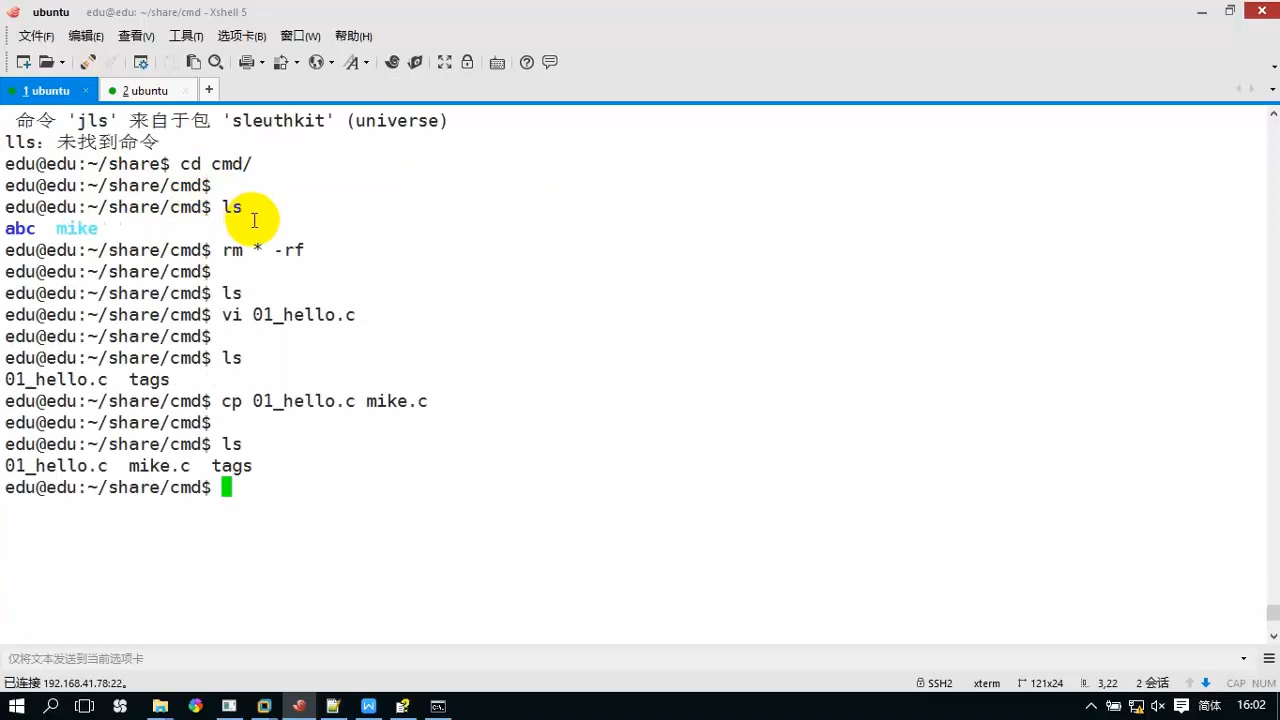 ubuntu edu@edu: ~/share/cmd - Xshell 5
文件(F) 编辑(E) 查看(V) 工具(T) 选项卡(B) 窗口(W) 帮助(H)
1 ubuntu × 2 ubuntu × +
命令 'jls' 来自于包 'sleuthkit' (universe)
lls：未找到命令
edu@edu:~/share$ cd cmd/
edu@edu:~/share/cmd$
edu@edu:~/share/cmd$ ls
abc mike
edu@edu:~/share/cmd$ rm * -rf
edu@edu:~/share/cmd$
edu@edu:~/share/cmd$ ls
edu@edu:~/share/cmd$ vi 01_hello.c
edu@edu:~/share/cmd$
edu@edu:~/share/cmd$ ls
01_hello.c tags
edu@edu:~/share/cmd$ cp 01_hello.c mike.c
edu@edu:~/share/cmd$
edu@edu:~/share/cmd$ ls
01_hello.c mike.c tags
edu@edu:~/share/cmd$
仅将文本发送到当前选项卡
已连接 192.168.41.78:22。 SSH2 xterm 121x24 3,22 2 会话 CAP NUM
简体 16:02